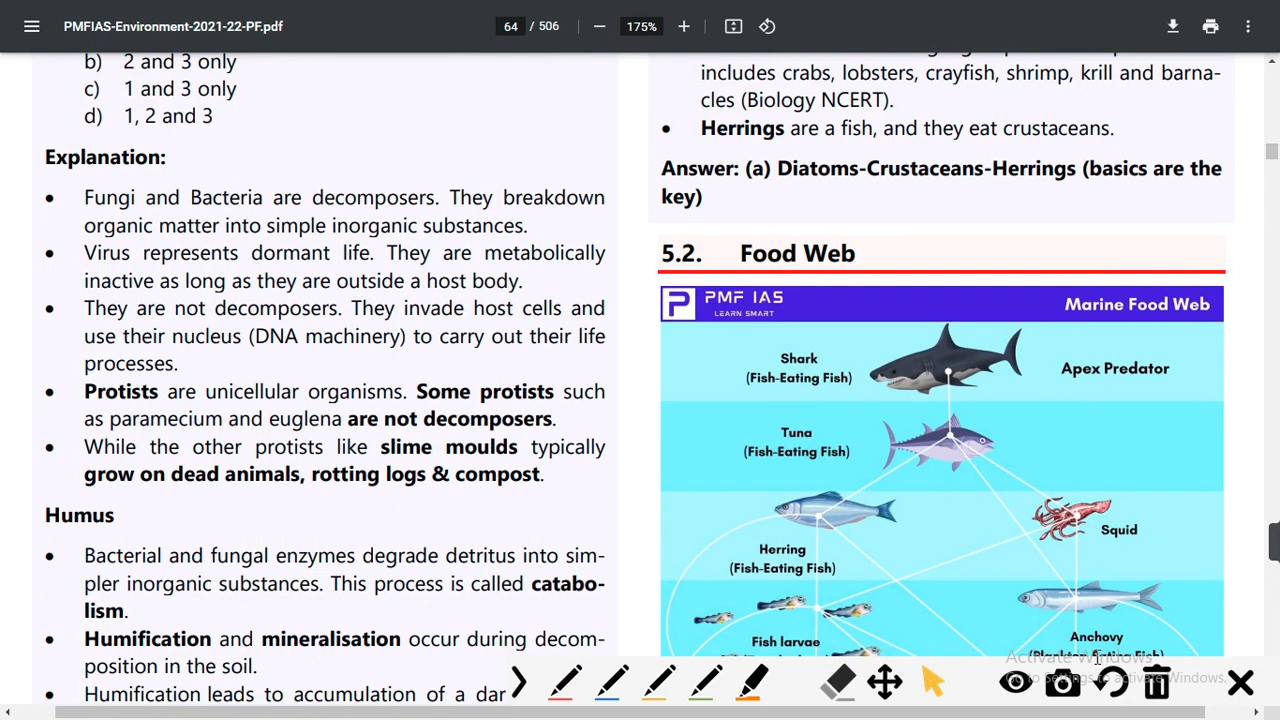 PMFIAS-Environment-2021-22-PF.pdf
64 / 506
175%
b) 2 and 3 only
c) 1 and 3 only
d) 1, 2 and 3
Explanation:
• Fungi and Bacteria are decomposers. They breakdown
organic matter into simple inorganic substances.
• Virus represents dormant life. They are metabolically
inactive as long as they are outside a host body.
• They are not decomposers. They invade host cells and
use their nucleus (DNA machinery) to carry out their life
processes.
• Protists are unicellular organisms. Some protists such
as paramecium and euglena are not decomposers.
• While the other protists like slime moulds typically
grow on dead animals, rotting logs & compost.
Humus
• Bacterial and fungal enzymes degrade detritus into sim-
pler inorganic substances. This process is called catabo-
lism.
• Humification and mineralisation occur during decom-
position in the soil.
• Humification leads to accumulation of a dar
includes crabs, lobsters, crayfish, shrimp, krill and barna-
cles (Biology NCERT).
• Herrings are a fish, and they eat crustaceans.
Answer: (a) Diatoms-Crustaceans-Herrings (basics are the
key)
5.2. Food Web
PMF IAS
LEARN SMART
Marine Food Web
Shark
(Fish-Eating Fish)
Apex Predator
Tuna
(Fish-Eating Fish)
Herring
(Fish-Eating Fish)
Squid
Fish larvae
Anchovy
Activate Windows
Go to Settings to activate Windows.